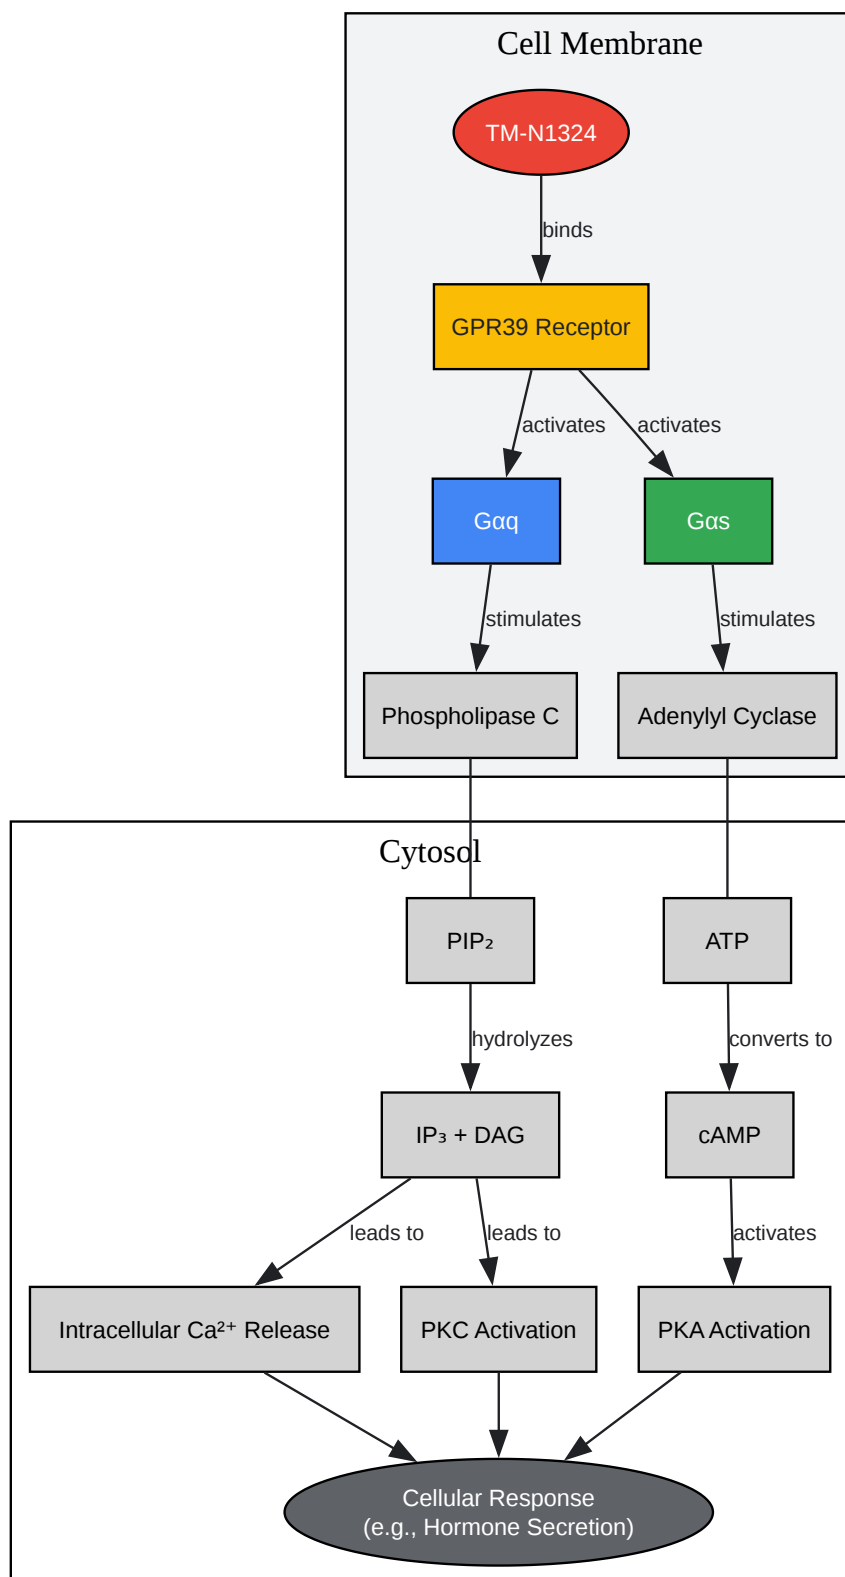 Cell Membrane
TM-N1324
binds
GPR39 Receptor
activates
activates
Gαq
Gαs
stimulates
stimulates
Phospholipase C
Adenylyl Cyclase
Cytosol
PIP₂
ATP
hydrolyzes
converts to
IP₃ + DAG
cAMP
leads to
leads to
activates
Intracellular Ca²⁺ Release
PKC Activation
PKA Activation
Cellular Response
(e.g., Hormone Secretion)